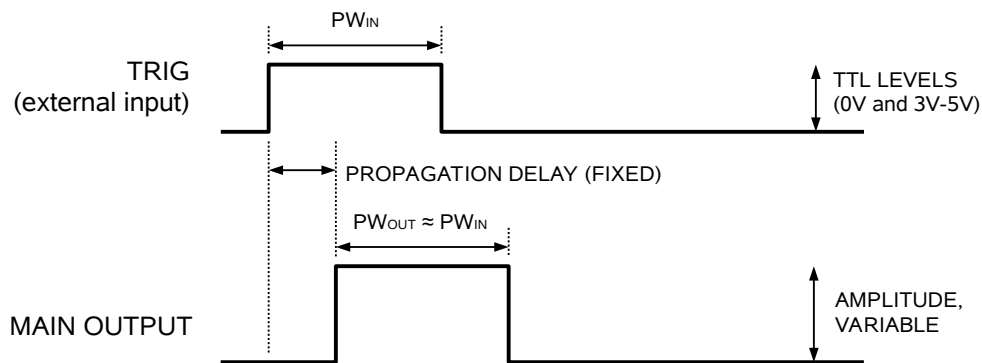 PWIN
TRIG
(external input)
TTL LEVELS
(0V and 3V-5V)
PROPAGATION DELAY (FIXED)
PWOUT ≈ PWIN
MAIN OUTPUT
AMPLITUDE,
VARIABLE